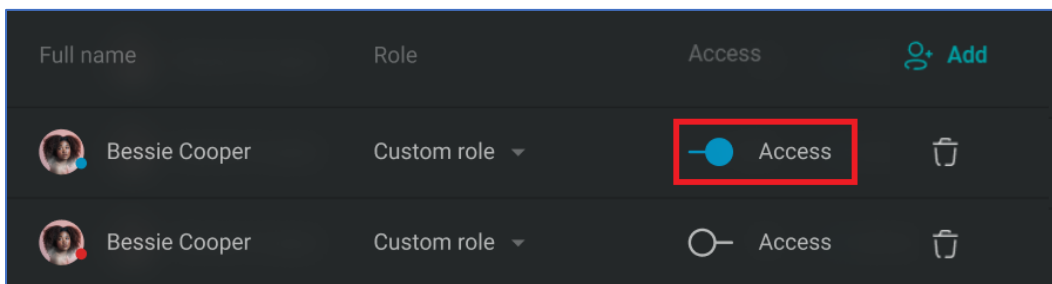 Full name Role Access Add
Bessie Cooper Custom role Access
Bessie Cooper Custom role Access